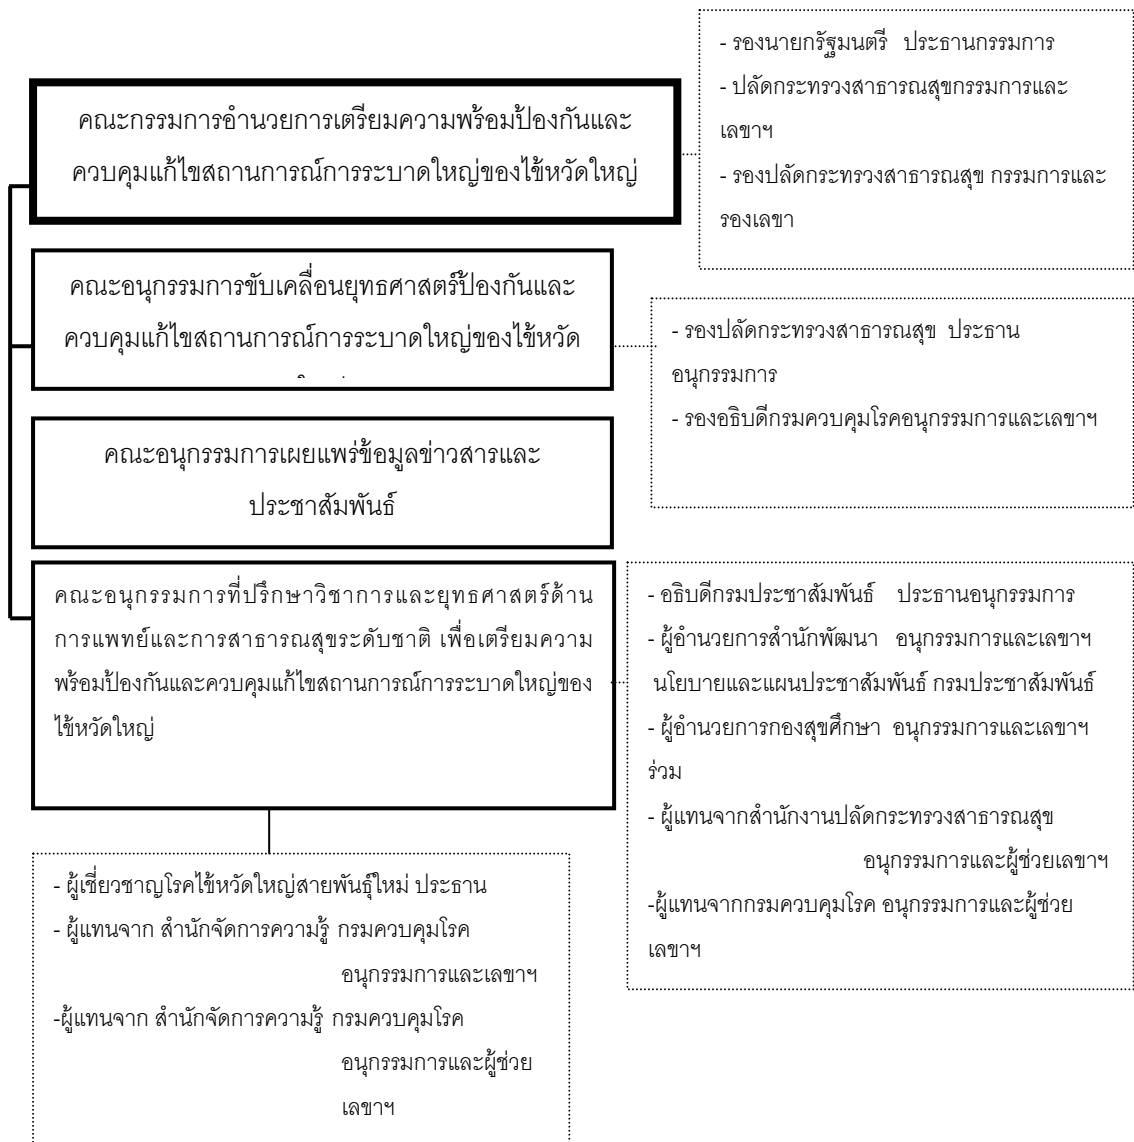 คณะกรรมการอำนวยการเตรียมความพร้อมป้องกันและ
ควบคุมแก้ไขสถานการณ์การระบาดใหญ่ของไข้หวัดใหญ่
- รองนายกรัฐมนตรี ประธานกรรมการ
- ปลัดกระทรวงสาธารณสุขกรรมการและ
เลขาฯ
- รองปลัดกระทรวงสาธารณสุข กรรมการและ
รองเลขา
คณะอนุกรรมการขับเคลื่อนยุทธศาสตร์ป้องกันและ
ควบคุมแก้ไขสถานการณ์การระบาดใหญ่ของไข้หวัด
- รองปลัดกระทรวงสาธารณสุข ประธาน
อนุกรรมการ
- รองอธิบดีกรมควบคุมโรคอนุกรรมการและเลขาฯ
คณะอนุกรรมการเผยแพร่ข้อมูลข่าวสารและ
ประชาสัมพันธ์
คณะอนุกรรมการที่ปรึกษาวิชาการและยุทธศาสตร์ด้าน
การแพทย์และการสาธารณสุขระดับชาติ เพื่อเตรียมความ
พร้อมป้องกันและควบคุมแก้ไขสถานการณ์การระบาดใหญ่ของ
ไข้หวัดใหญ่
- อธิบดีกรมประชาสัมพันธ์ ประธานอนุกรรมการ
- ผู้อำนวยการสำนักพัฒนา อนุกรรมการและเลขาฯ
นโยบายและแผนประชาสัมพันธ์ กรมประชาสัมพันธ์
- ผู้อำนวยการกองสุขศึกษา อนุกรรมการและเลขาฯ
ร่วม
- ผู้แทนจากสำนักงานปลัดกระทรวงสาธารณสุข
อนุกรรมการและผู้ช่วยเลขาฯ
-ผู้แทนจากกรมควบคุมโรค อนุกรรมการและผู้ช่วย
เลขาฯ
- ผู้เชี่ยวชาญโรคไข้หวัดใหญ่สายพันธุ์ใหม่ ประธาน
- ผู้แทนจาก สำนักจัดการความรู้ กรมควบคุมโรค
อนุกรรมการและเลขาฯ
-ผู้แทนจาก สำนักจัดการความรู้ กรมควบคุมโรค
อนุกรรมการและผู้ช่วย
เลขาฯ